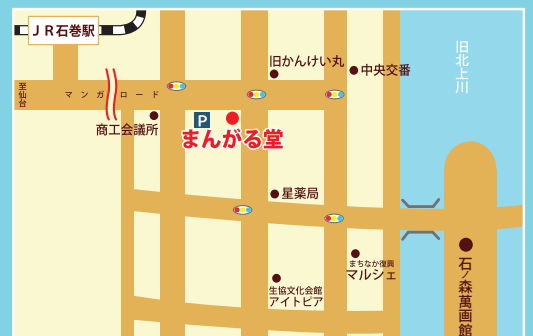 JR石巻駅
旧かんけい丸
中央交番
旧北上川
至仙台
マンガロード
商工会議所
P
まんがる堂
星薬局
まちなか復興
マルシェ
生協文化会館
アイトピア
石ノ森萬画館